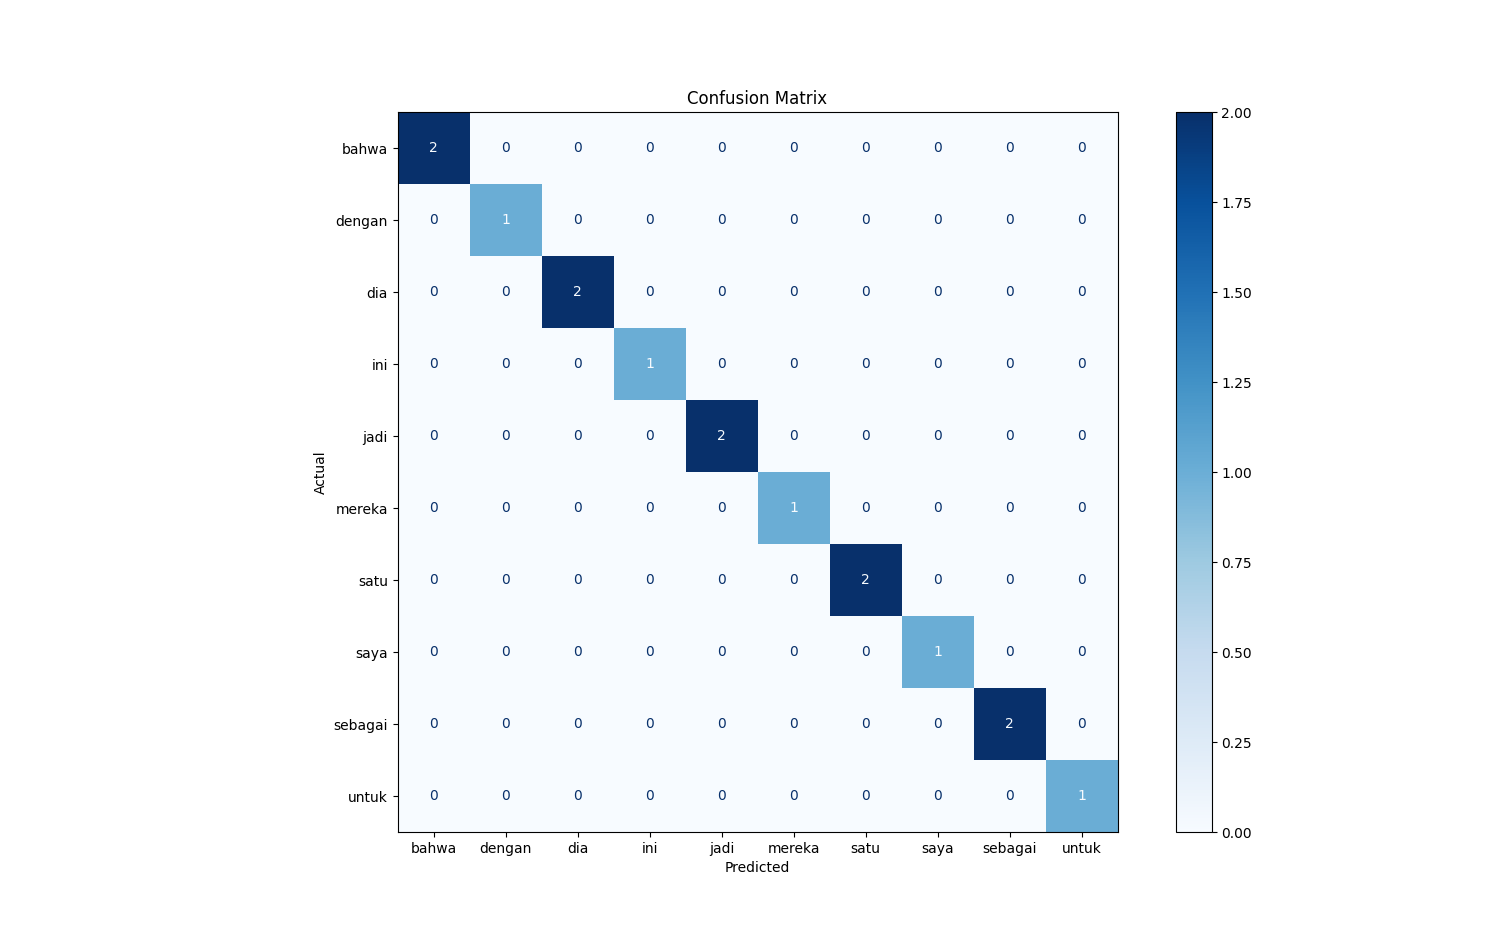 Confusion Matrix
bahwa 2 0 0 0 0 0 0 0 0 0
dengan 0 1 0 0 0 0 0 0 0 0
dia 0 0 2 0 0 0 0 0 0 0
ini 0 0 0 1 0 0 0 0 0 0
jadi 0 0 0 0 2 0 0 0 0 0
Actual
mereka 0 0 0 0 0 1 0 0 0 0
satu 0 0 0 0 0 0 2 0 0 0
saya 0 0 0 0 0 0 0 1 0 0
sebagai 0 0 0 0 0 0 0 0 2 0
untuk 0 0 0 0 0 0 0 0 0 1
bahwa dengan dia ini jadi mereka satu saya sebagai untuk
Predicted
2.00
1.75
1.50
1.25
1.00
0.75
0.50
0.25
0.00